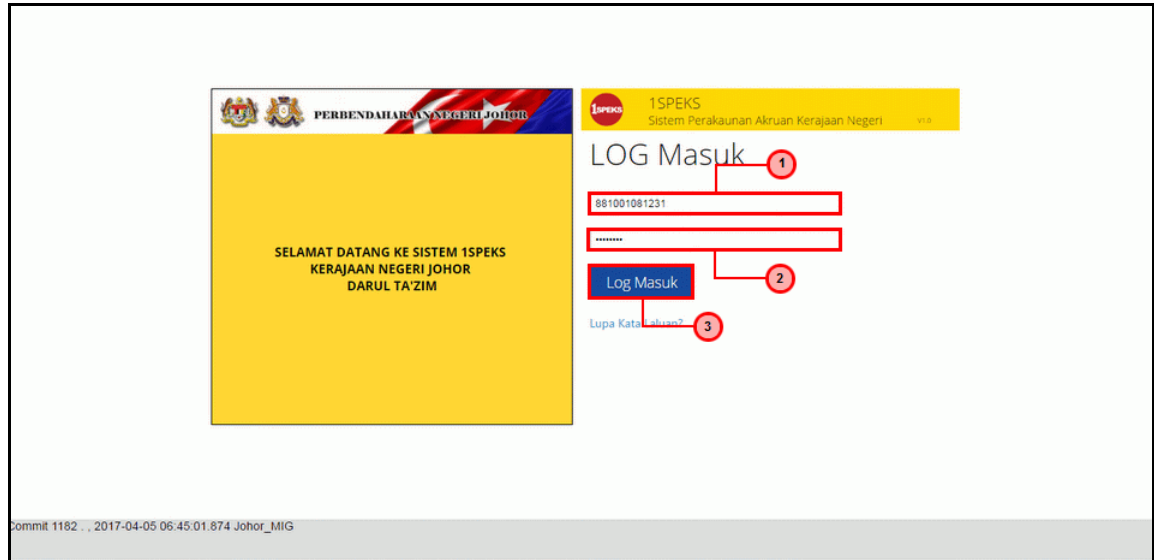 PERBENDAHARAAN NEGERI JOHOR
SELAMAT DATANG KE SISTEM 1SPEKS
KERAJAAN NEGERI JOHOR
DARUL TA'ZIM
1SPEKS
1SPEKS
Sistem Perakaunan Akruan Kerajaan Negeri
V1.0
LOG Masuk
1
881001081231
••••••••
2
Log Masuk
Lupa Kata Laluan?
3
Commit 1182 . , 2017-04-05 06:45:01.874 Johor_MIG